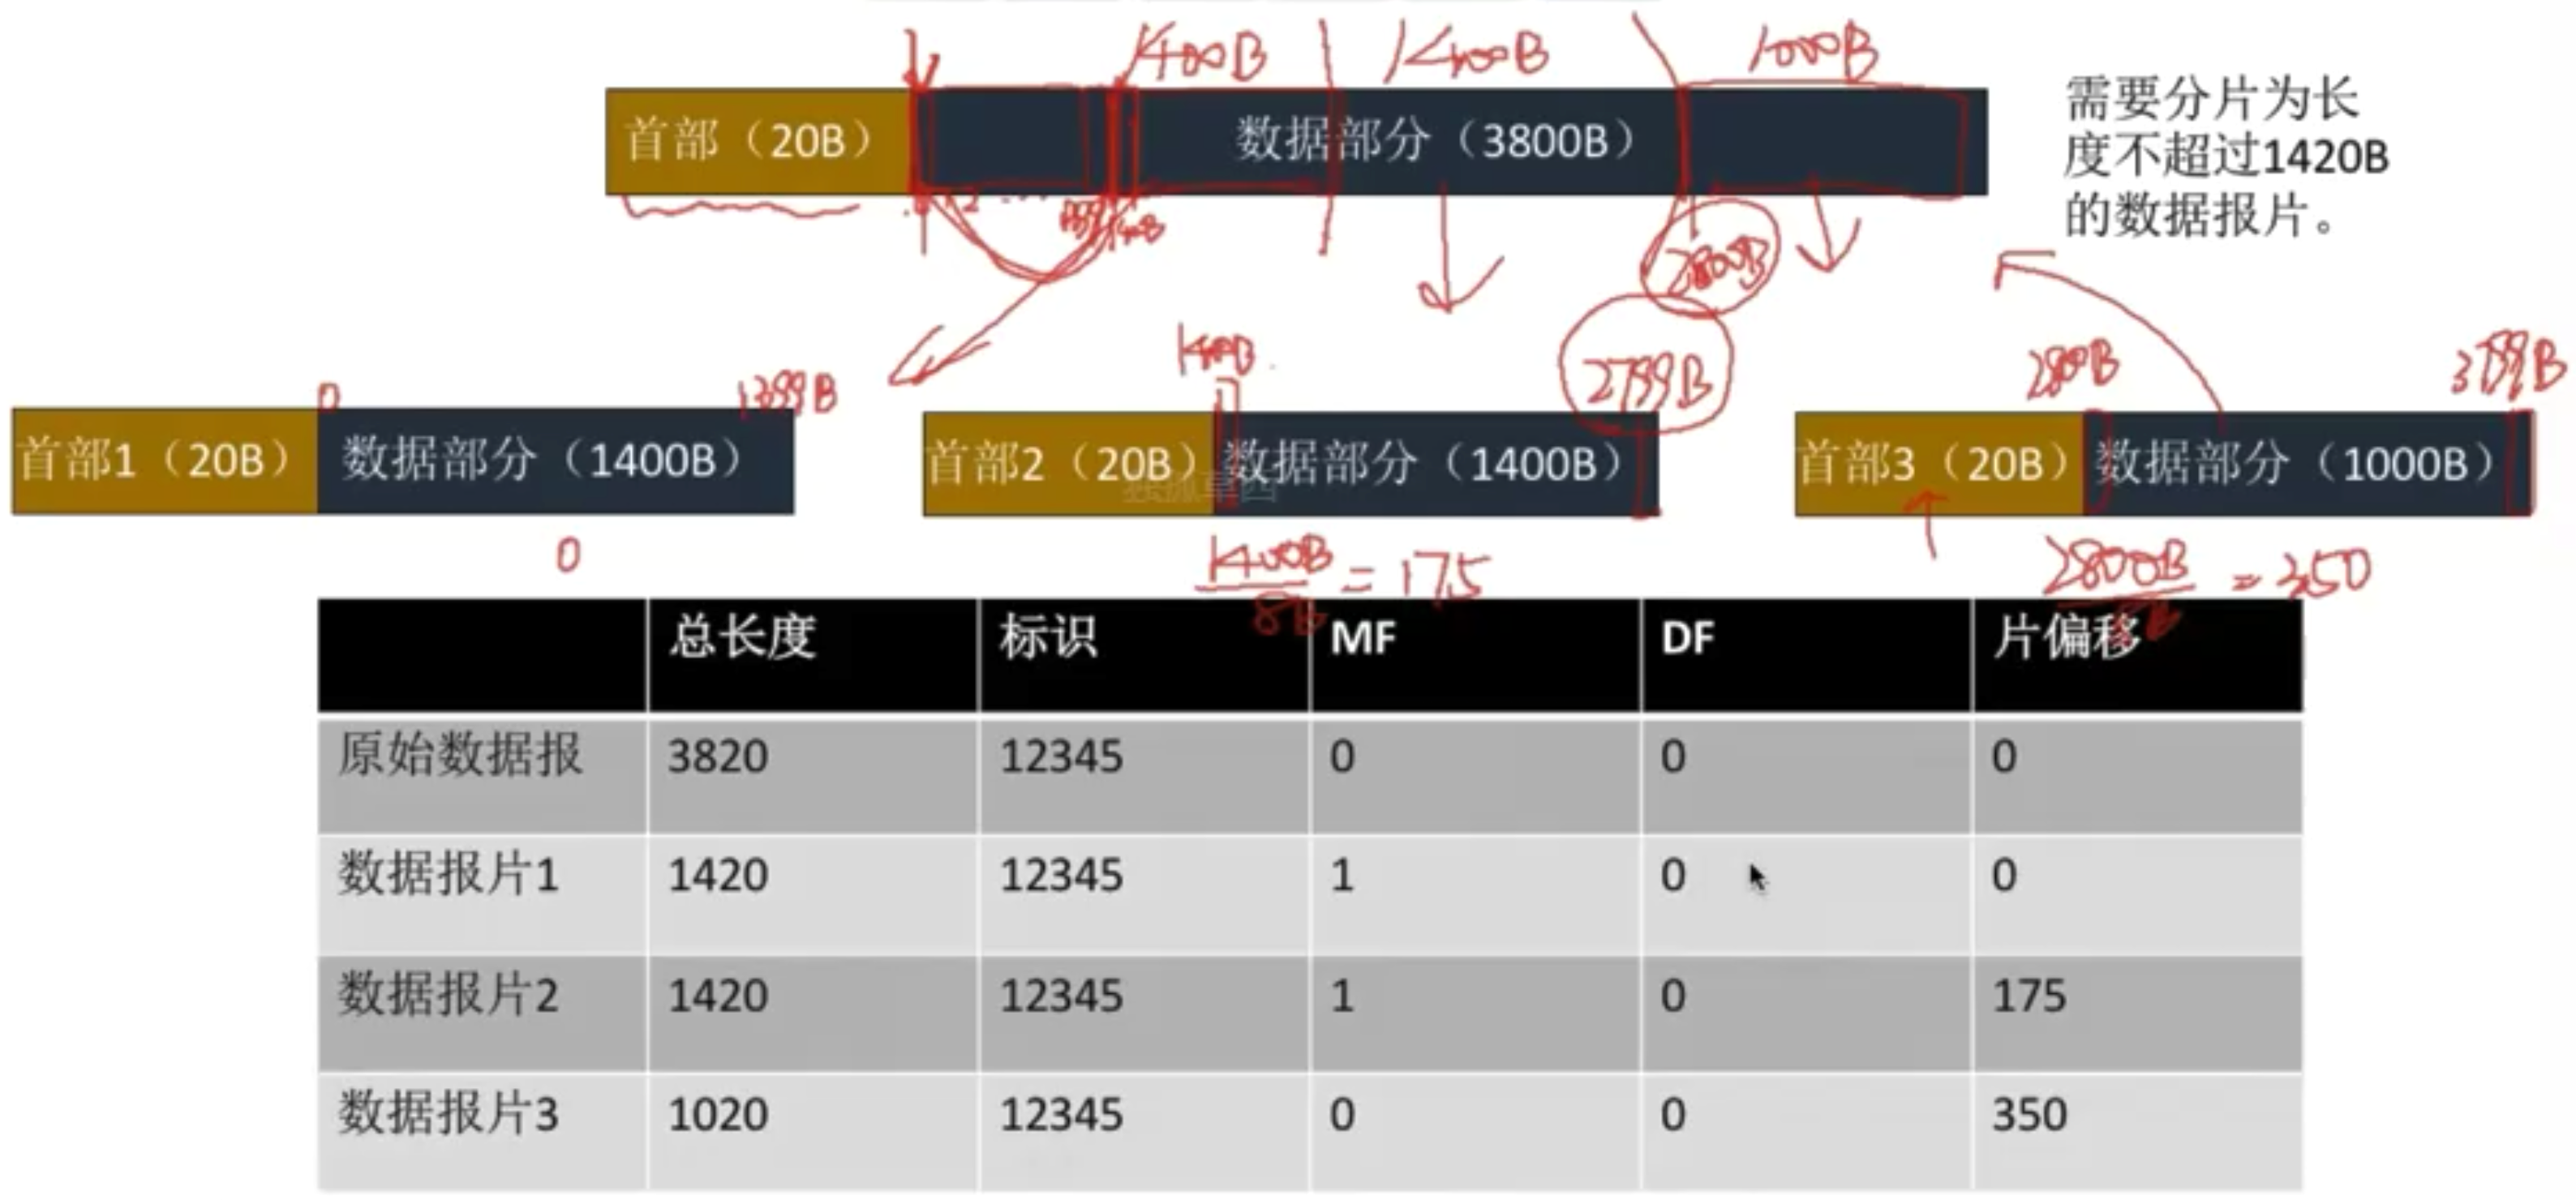 1400B 1400B 1000B
首部（20B） 数据部分（3800B）
需要分片为长
度不超过1420B
的数据报片。
2800B
0 1399B 1400B 2799B 2800B 3799B
首部1（20B） 数据部分（1400B） 首部2（20B） 数据部分（1400B） 首部3（20B） 数据部分（1000B）
0 1400B/8B = 175 2800B/8B = 350
总长度 标识 MF DF 片偏移
原始数据报 3820 12345 0 0 0
数据报片1 1420 12345 1 0 0
数据报片2 1420 12345 1 0 175
数据报片3 1020 12345 0 0 350